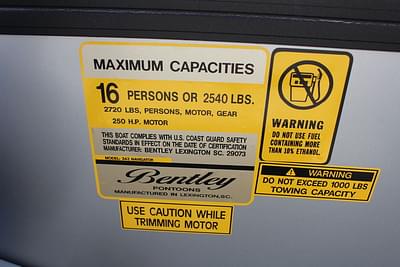 MAXIMUM CAPACITIES
16 PERSONS OR 2540 LBS.
2720 LBS, PERSONS, MOTOR, GEAR
250 H.P. MOTOR
THIS BOAT COMPLIES WITH U.S. COAST GUARD SAFETY
STANDARDS IN EFFECT ON THE DATE OF CERTIFICATION
MANUFACTURER: BENTLEY LEXINGTON SC. 29073
MODEL: 243 NAVIGATOR
Bentley
PONTOONS
MANUFACTURED IN LEXINGTON, SC.
USE CAUTION WHILE
TRIMMING MOTOR
WARNING
DO NOT USE FUEL
CONTAINING MORE
THAN 10% ETHANOL.
WARNING
DO NOT EXCEED 1000 LBS
TOWING CAPACITY